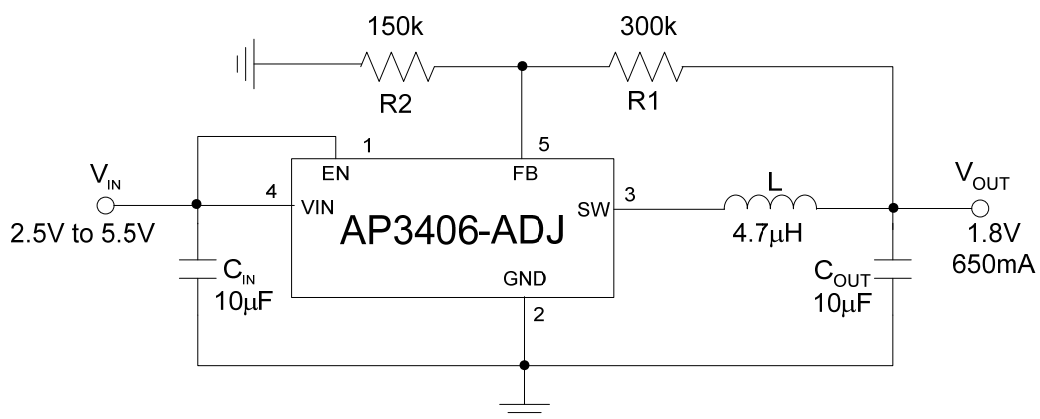 150k
300k
R2
R1
1
5
EN
FB
V_IN
4
3
L
V_OUT
VIN
SW
AP3406-ADJ
2.5V to 5.5V
4.7μH
1.8V
650mA
C_IN
10μF
GND
C_OUT
10μF
2